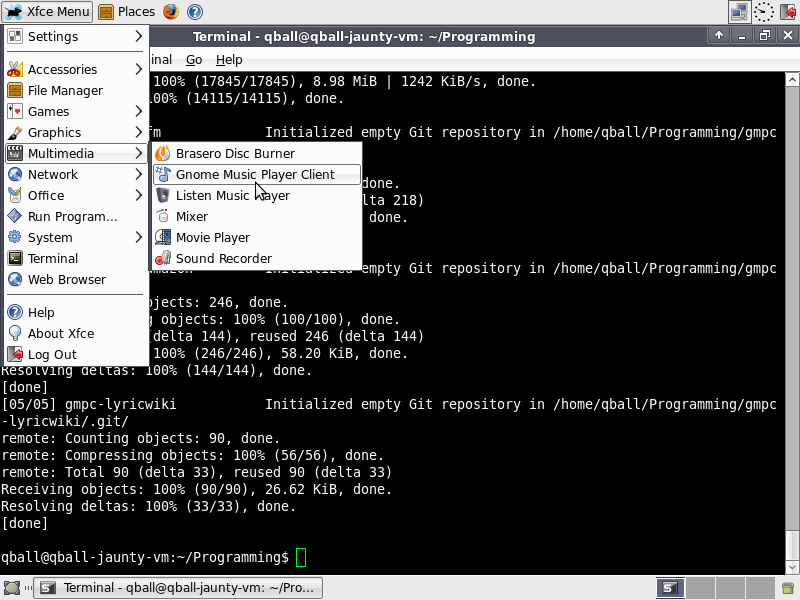 Xfce Menu Places
Terminal - qball@qball-jaunty-vm: ~/Programming
Go Help
Settings
Accessories
File Manager
Games
Graphics
Multimedia
Network
Office
Run Program...
System
Terminal
Web Browser
Help
About Xfce
Log Out
Brasero Disc Burner
Gnome Music Player Client
Listen Music Player
Mixer
Movie Player
Sound Recorder
100% (17845/17845), 8.98 MiB | 1242 KiB/s, done.
100% (14115/14115), done.
Initialized empty Git repository in /home/qball/Programming/gmpc
done.
218)
done.
Initialized empty Git repository in /home/qball/Programming/gmpc
objects: 246, done.
objects: 100% (100/100), done.
(delta 144), reused 246 (delta 144)
100% (246/246), 58.20 KiB, done.
Resolving deltas: 100% (144/144), done.
[done]
[05/05] gmpc-lyricwiki Initialized empty Git repository in /home/qball/Programming/gmpc
-lyricwiki/.git/
remote: Counting objects: 90, done.
remote: Compressing objects: 100% (56/56), done.
remote: Total 90 (delta 33), reused 90 (delta 33)
Receiving objects: 100% (90/90), 26.62 KiB, done.
Resolving deltas: 100% (33/33), done.
[done]
qball@qball-jaunty-vm:~/Programming$
Terminal - qball@qball-jaunty-vm: ~/Pro...